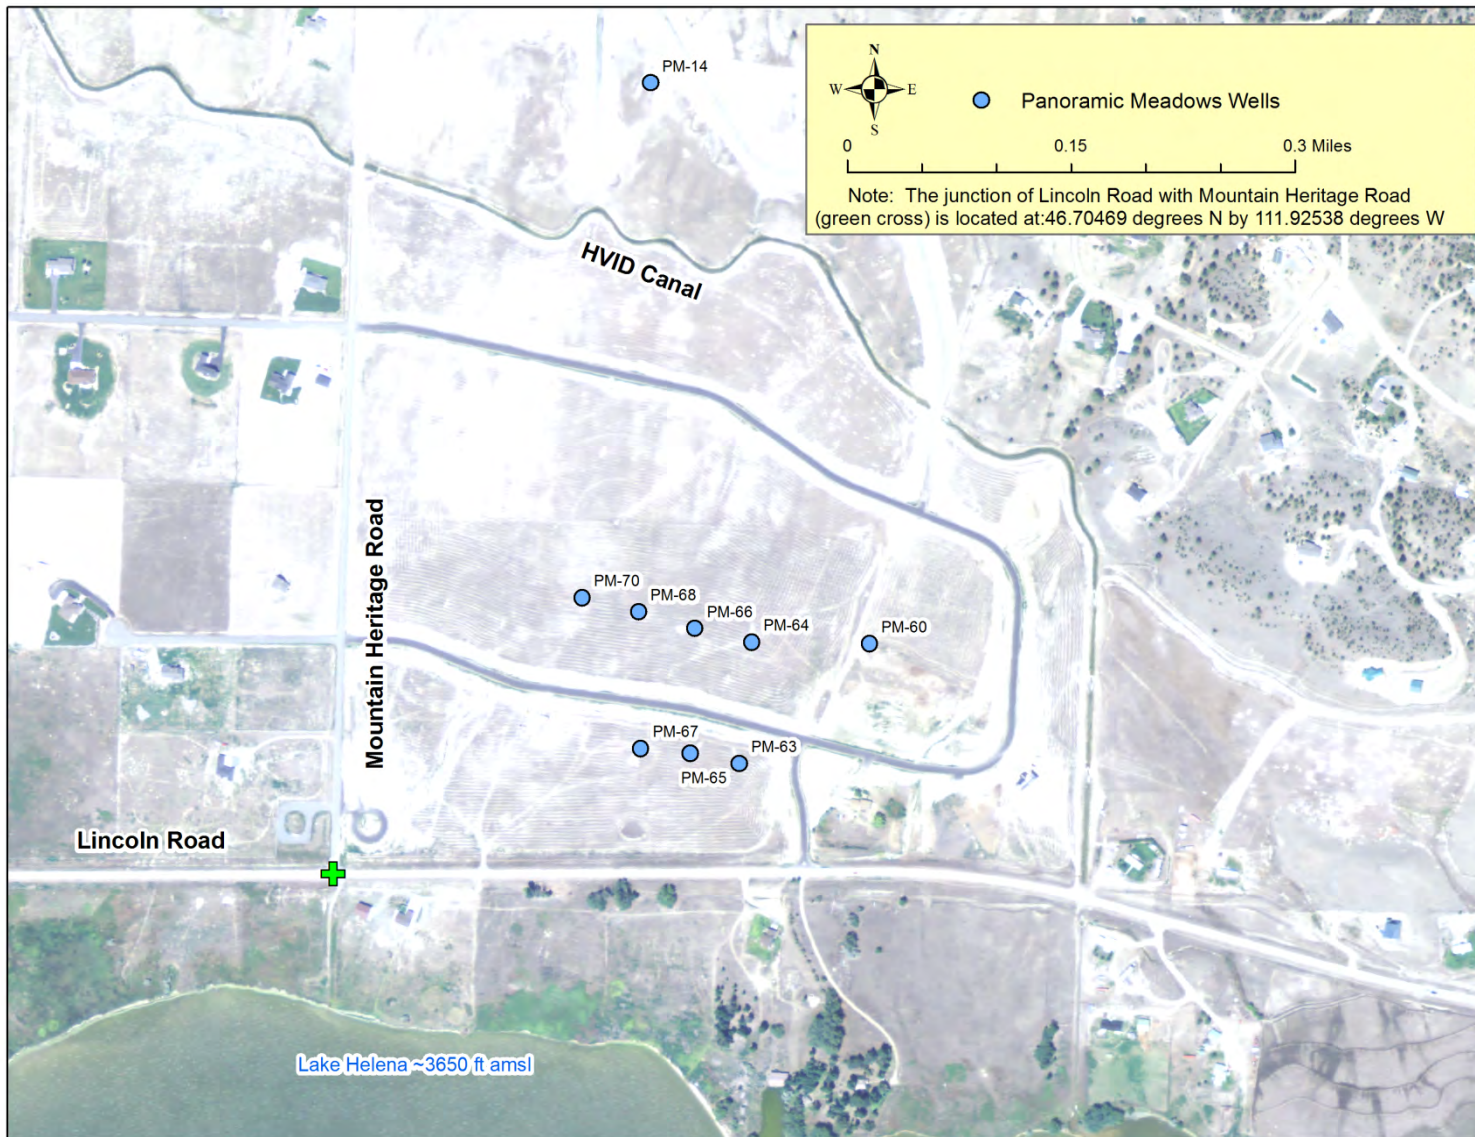 PM-14
N
W E
S
Panoramic Meadows Wells
0 0.15 0.3 Miles
Note: The junction of Lincoln Road with Mountain Heritage Road
(green cross) is located at:46.70469 degrees N by 111.92538 degrees W
HVID Canal
Mountain Heritage Road
PM-70
PM-68
PM-66
PM-64
PM-60
PM-67
PM-63
PM-65
Lincoln Road
Lake Helena ~3650 ft amsl